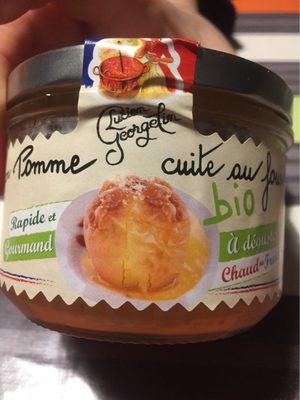 Lucien
Georgelin
Pomme cuite au four
bio
Rapide et
Gourmand
À déguster
Chaud ou Froid